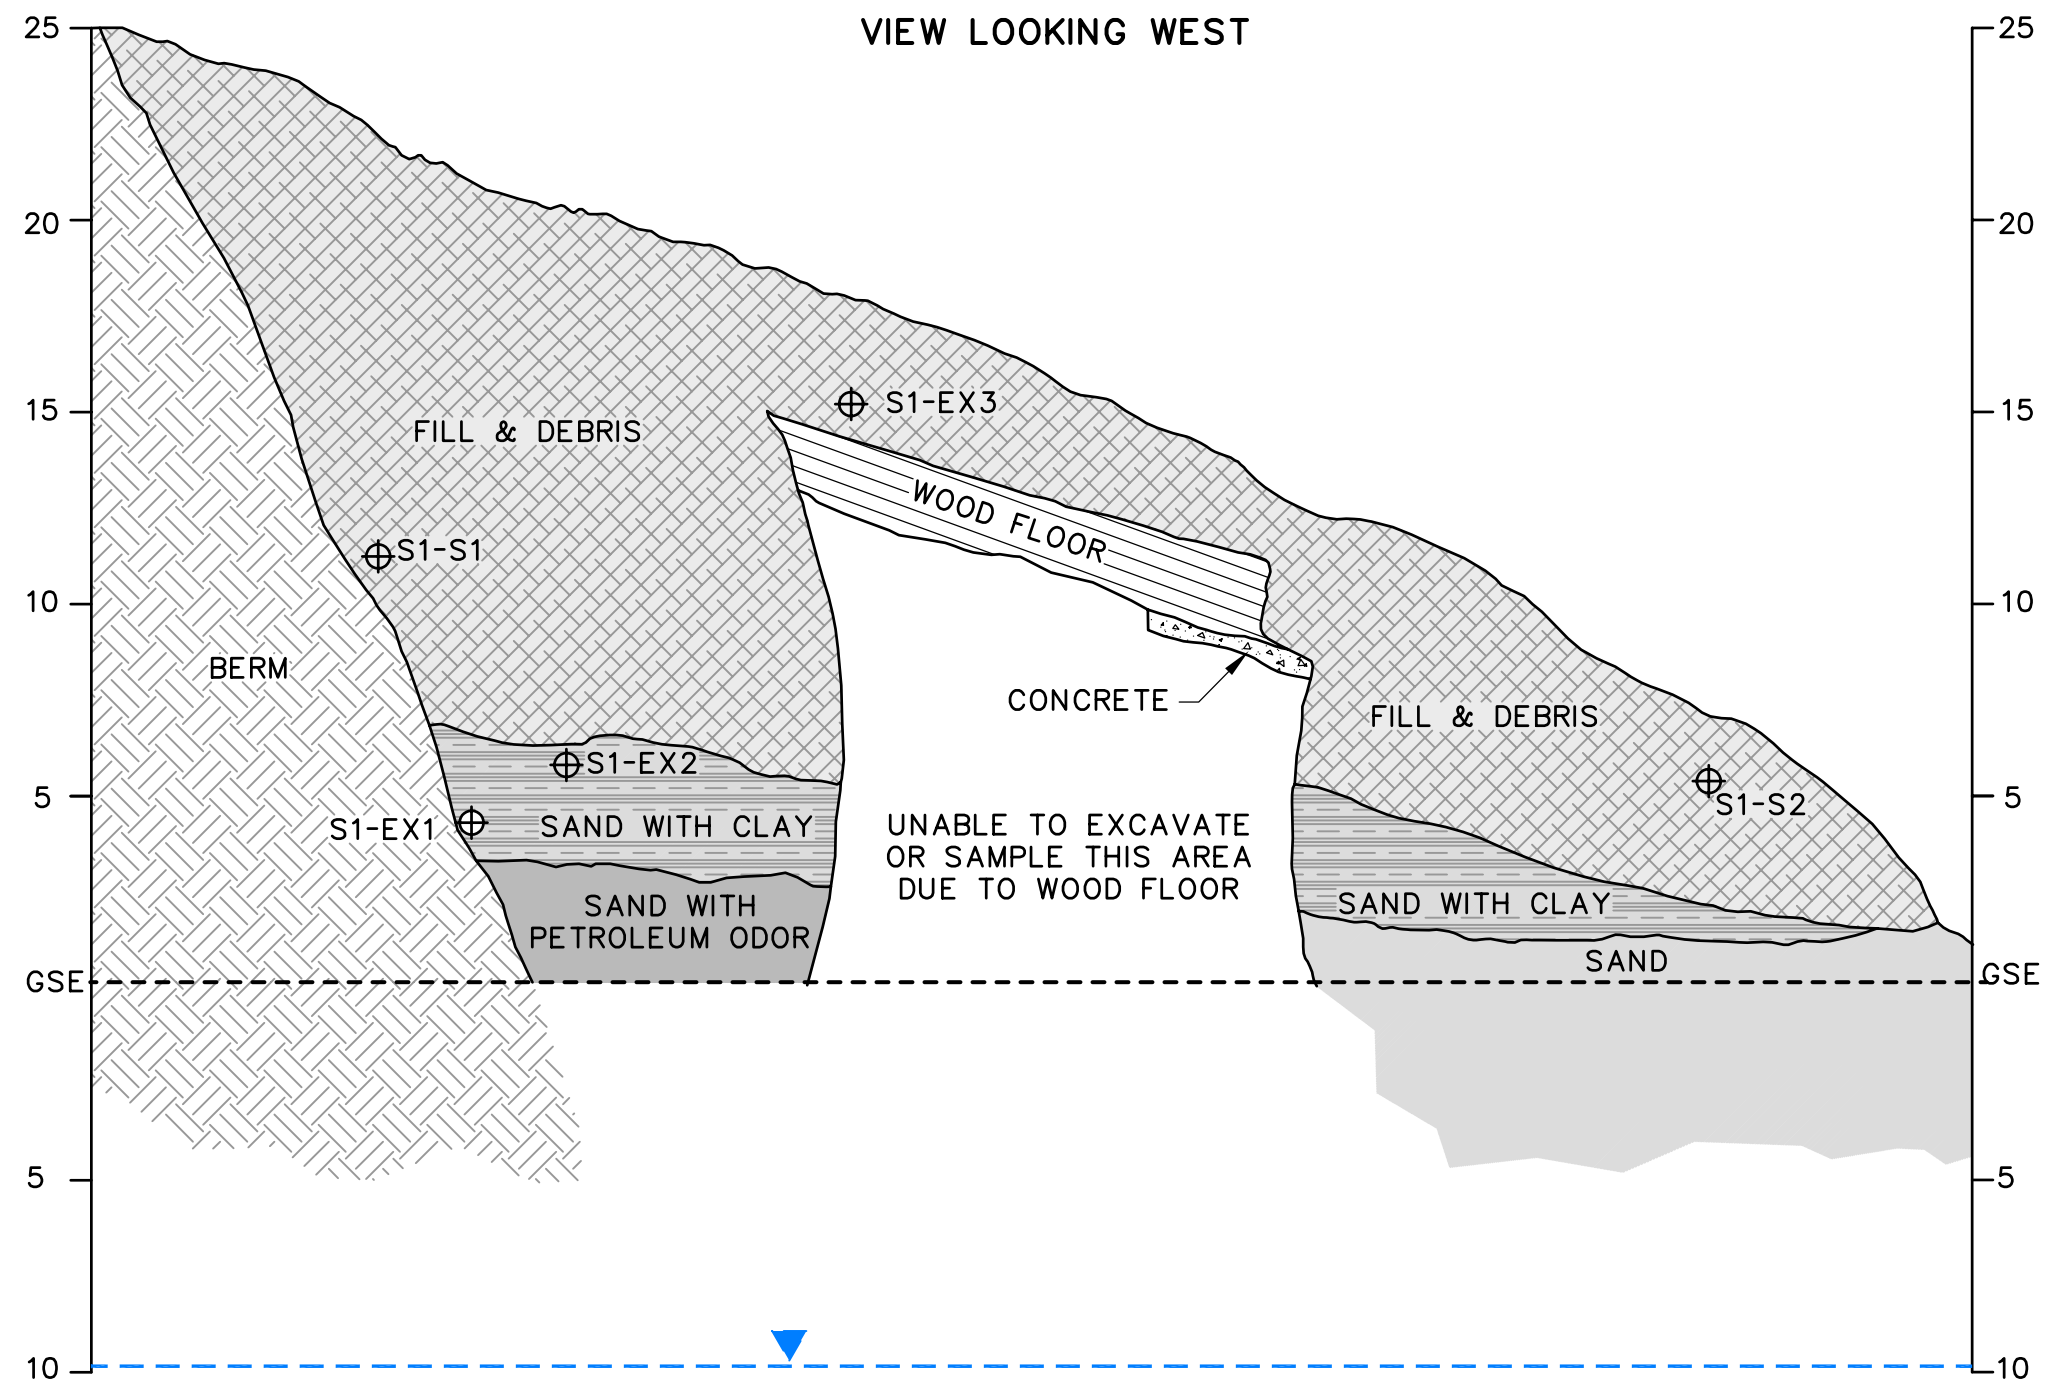 VIEW LOOKING WEST
25
25
20
20
15
15
S1-EX3
FILL & DEBRIS
WOOD FLOOR
S1-S1
10
10
BERM
CONCRETE
FILL & DEBRIS
S1-EX2
5
5
S1-S2
S1-EX1
SAND WITH CLAY
UNABLE TO EXCAVATE
OR SAMPLE THIS AREA
DUE TO WOOD FLOOR
SAND WITH CLAY
SAND WITH
PETROLEUM ODOR
SAND
GSE
GSE
5
5
10
10